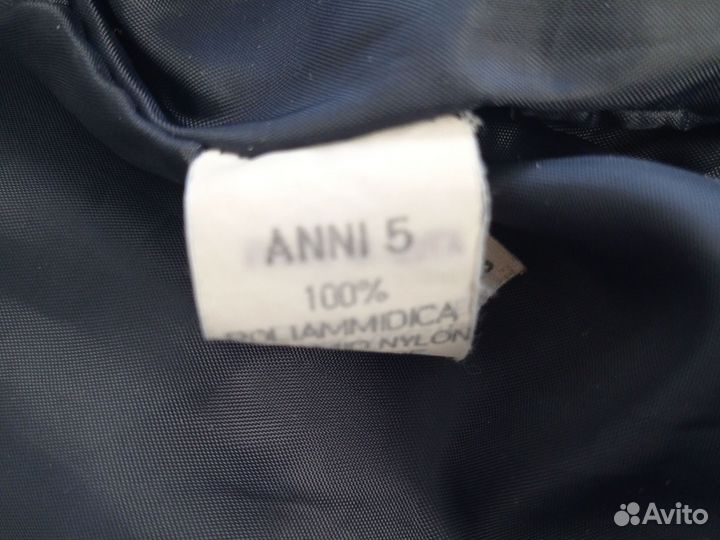 ANNI 5
100%
POLIAMMIDICA
NYLON
Avito